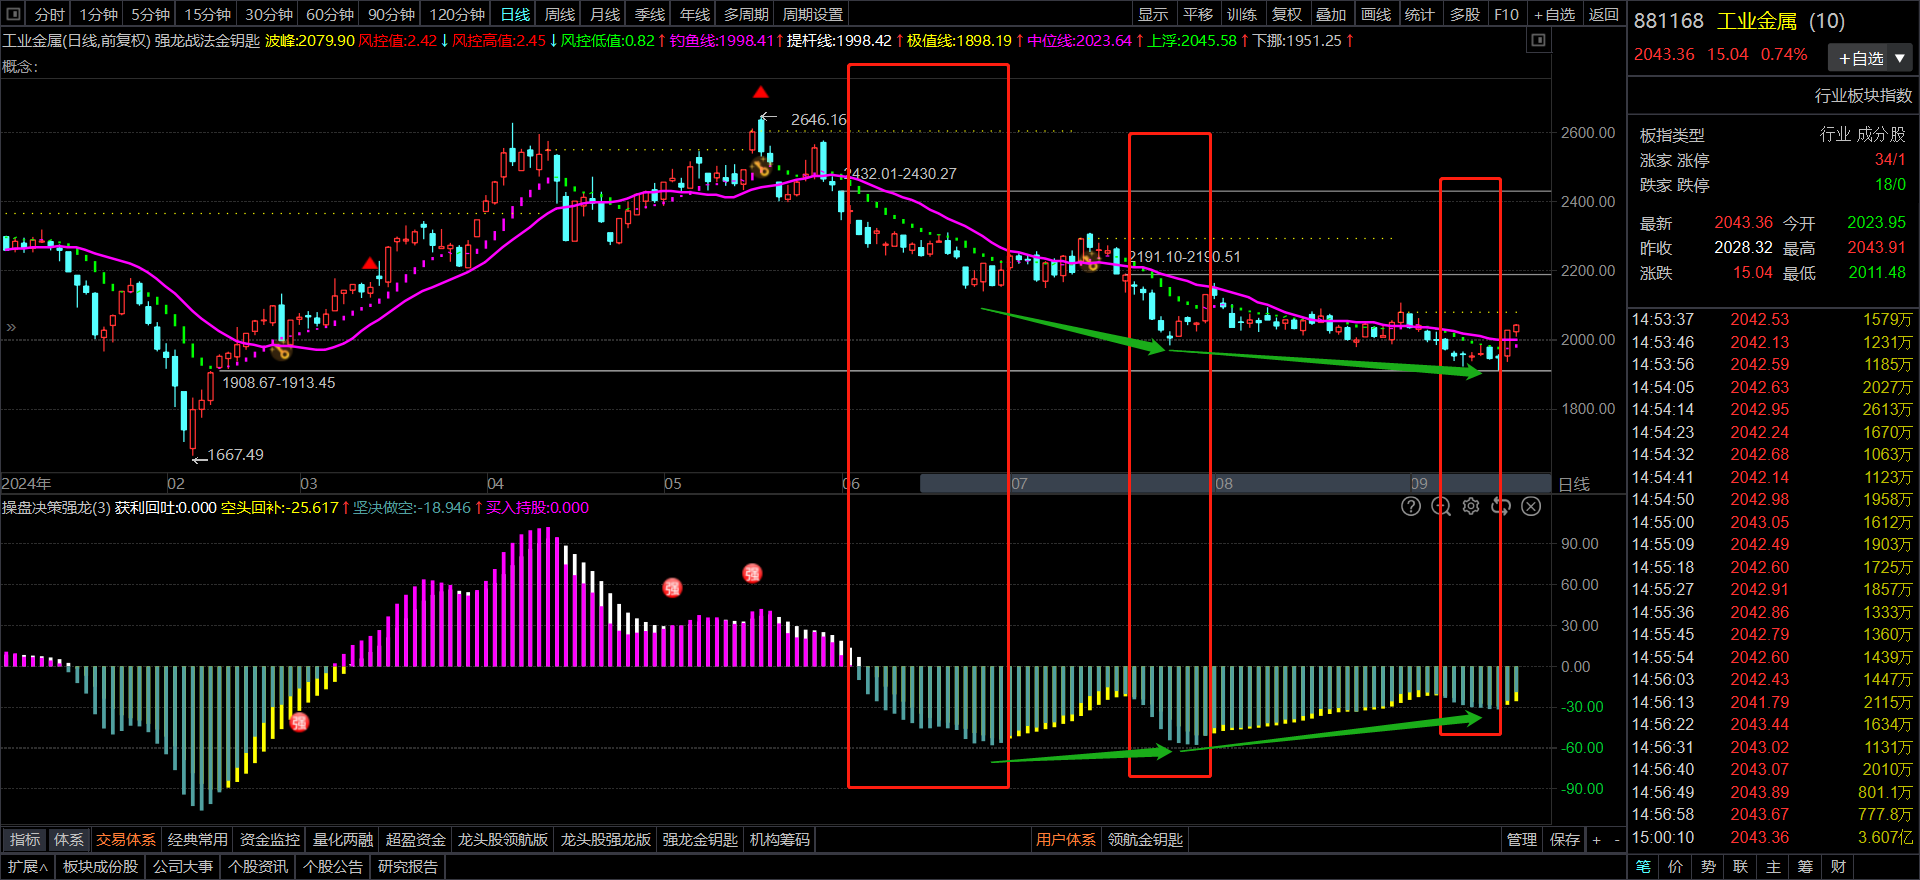 分时 1分钟 5分钟 15分钟 30分钟 60分钟 90分钟 120分钟 日线 周线 月线 季线 年线 多周期 周期设置 显示 平移 训练 复权 叠加 画线 统计 多股 F10 +自选 返回
工业金属(日线,前复权) 强龙战法金钥匙 波峰:2079.90 风控值:2.42↓ 风控高值:2.45↓ 风控低值:0.82↑ 钓鱼线:1998.41↑ 提杆线:1998.42↑ 极值线:1898.19↑ 中位线:2023.64↑ 上浮:2045.58↑ 下挪:1951.25↑
概念:
2646.16
2432.01-2430.27
2191.10-2190.51
1908.67-1913.45
1667.49
2600.00
2400.00
2200.00
2000.00
1800.00
»
2024年 02 03 04 05 06 07 08 09 日线
操盘决策强龙(3) 获利回吐:0.000 空头回补:-25.617↑ 坚决做空:-18.946↑ 买入持股:0.000
强
强
强
90.00
60.00
30.00
0.00
-30.00
-60.00
-90.00
指标 体系 交易体系 经典常用 资金监控 量化两融 超盈资金 龙头股领航版 龙头股强龙版 强龙金钥匙 机构筹码 用户体系 领航金钥匙 管理 保存 + -
扩展∧ 板块成份股 公司大事 个股资讯 个股公告 研究报告
881168 工业金属 (10)
2043.36 15.04 0.74% +自选 ▼
行业板块指数
板指类型 行业 成分股
涨家 涨停 34/1
跌家 跌停 18/0
最新 2043.36 今开 2023.95
昨收 2028.32 最高 2043.91
涨跌 15.04 最低 2011.48
14:53:37 2042.53 1579万
14:53:46 2042.13 1231万
14:53:56 2042.59 1185万
14:54:05 2042.63 2027万
14:54:14 2042.95 2613万
14:54:23 2042.24 1670万
14:54:32 2042.68 1063万
14:54:41 2042.14 1123万
14:54:50 2042.98 1958万
14:55:00 2043.05 1612万
14:55:09 2042.49 1903万
14:55:18 2042.60 1725万
14:55:27 2042.91 1857万
14:55:36 2042.86 1333万
14:55:45 2042.79 1360万
14:55:54 2042.60 1439万
14:56:03 2042.43 1447万
14:56:13 2041.79 2115万
14:56:22 2043.44 1634万
14:56:31 2043.02 1131万
14:56:40 2043.07 2010万
14:56:49 2043.89 801.1万
14:56:58 2043.67 777.8万
15:00:10 2043.36 3.607亿
笔 价 势 联 主 筹 财